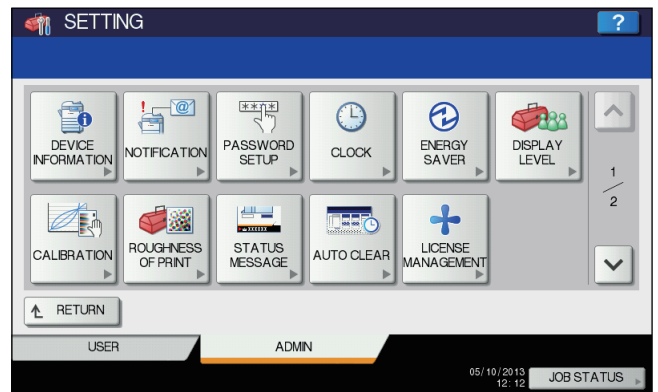 SETTING
?
DEVICE
INFORMATION
NOTIFICATION
PASSWORD
SETUP
CLOCK
ENERGY
SAVER
DISPLAY
LEVEL
1
2
CALIBRATION
ROUGHNESS
OF PRINT
STATUS
MESSAGE
AUTO CLEAR
LICENSE
MANAGEMENT
RETURN
USER
ADMIN
05/10/2013
12:12
JOB STATUS